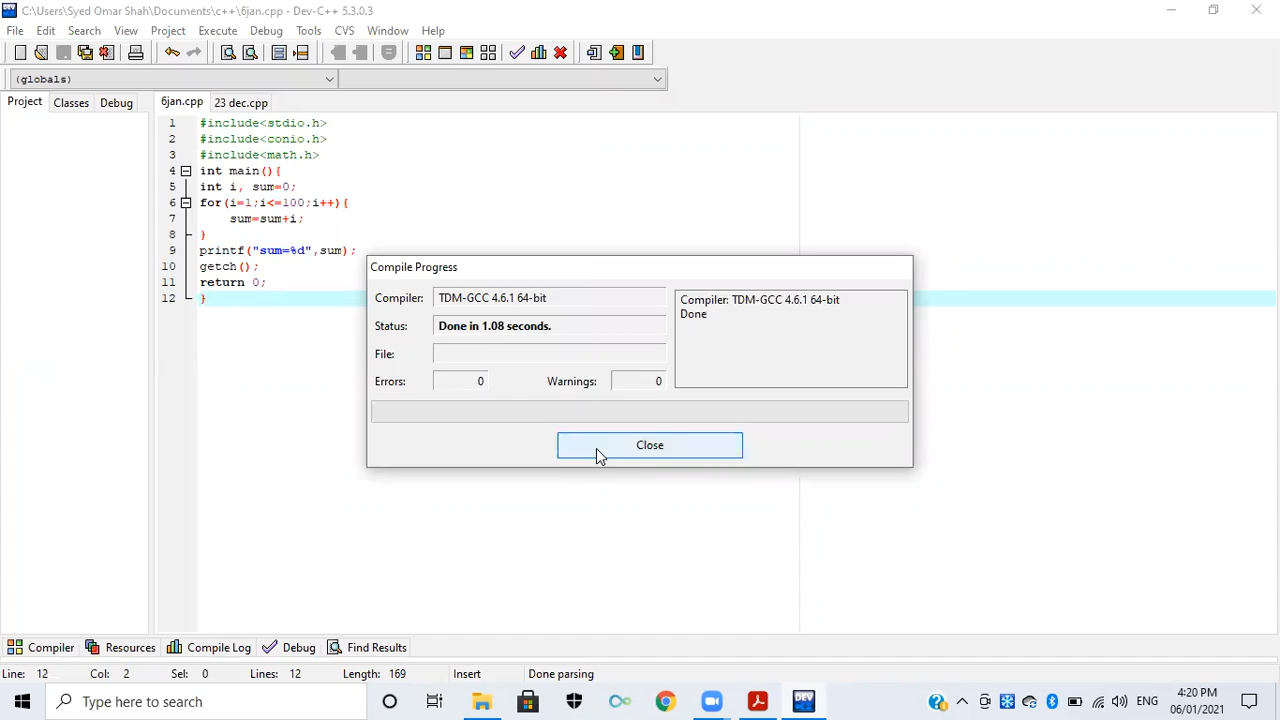 C:\Users\Syed Omar Shah\Documents\c++\6jan.cpp - Dev-C++ 5.3.0.3
File Edit Search View Project Execute Debug Tools CVS Window Help
(globals)
Project Classes Debug 6jan.cpp 23 dec.cpp
1 #include<stdio.h>
2 #include<conio.h>
3 #include<math.h>
4 int main(){
5 int i, sum=0;
6 for(i=1;i<=100;i++){
7 sum=sum+i;
8 }
9 printf("sum=%d",sum);
10 getch();
11 return 0;
12 }
Compile Progress
Compiler: TDM-GCC 4.6.1 64-bit
Status: Done in 1.08 seconds.
File:
Errors: 0 Warnings: 0
Compiler: TDM-GCC 4.6.1 64-bit
Done
Close
Compiler Resources Compile Log Debug Find Results
Line: 12 Col: 2 Sel: 0 Lines: 12 Length: 169 Insert Done parsing
Type here to search
DEV
ENG
4:20 PM
06/01/2021